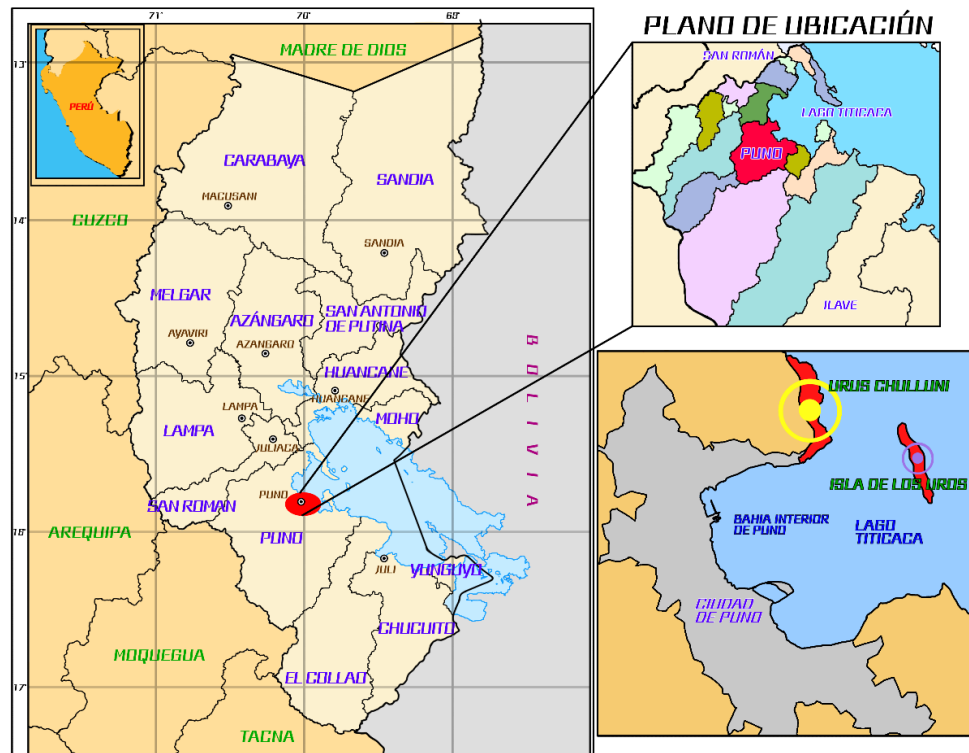 PLANO DE UBICACIÓN
71'
70'
68'
MADRE DE DIOS
13'
PERÚ
CARABAYA
SANDIA
MACUSANI
14'
CUZCO
SANDIA
MELGAR
AZÁNGARO
SAN ANTONIO
DE PUTINA
AYAVIRI
AZANGARO
HUANCANE
15'
HUANCANE
LAMPA
MOHO
LAMPA
JULIACA
BOLIVIA
PUNO
SAN ROMAN
AREQUIPA
18'
PUNO
JULI
YUNGUYO
CHUCUITO
MOQUEGUA
EL COLLAO
17'
TACNA
SAN ROMÁN
LAGO TITICACA
PUNO
ILAVE
URUS CHULLUNI
ISLA DE LOS UROS
BAHIA INTERIOR
DE PUNO
LAGO
TITICACA
CIUDAD
DE PUNO